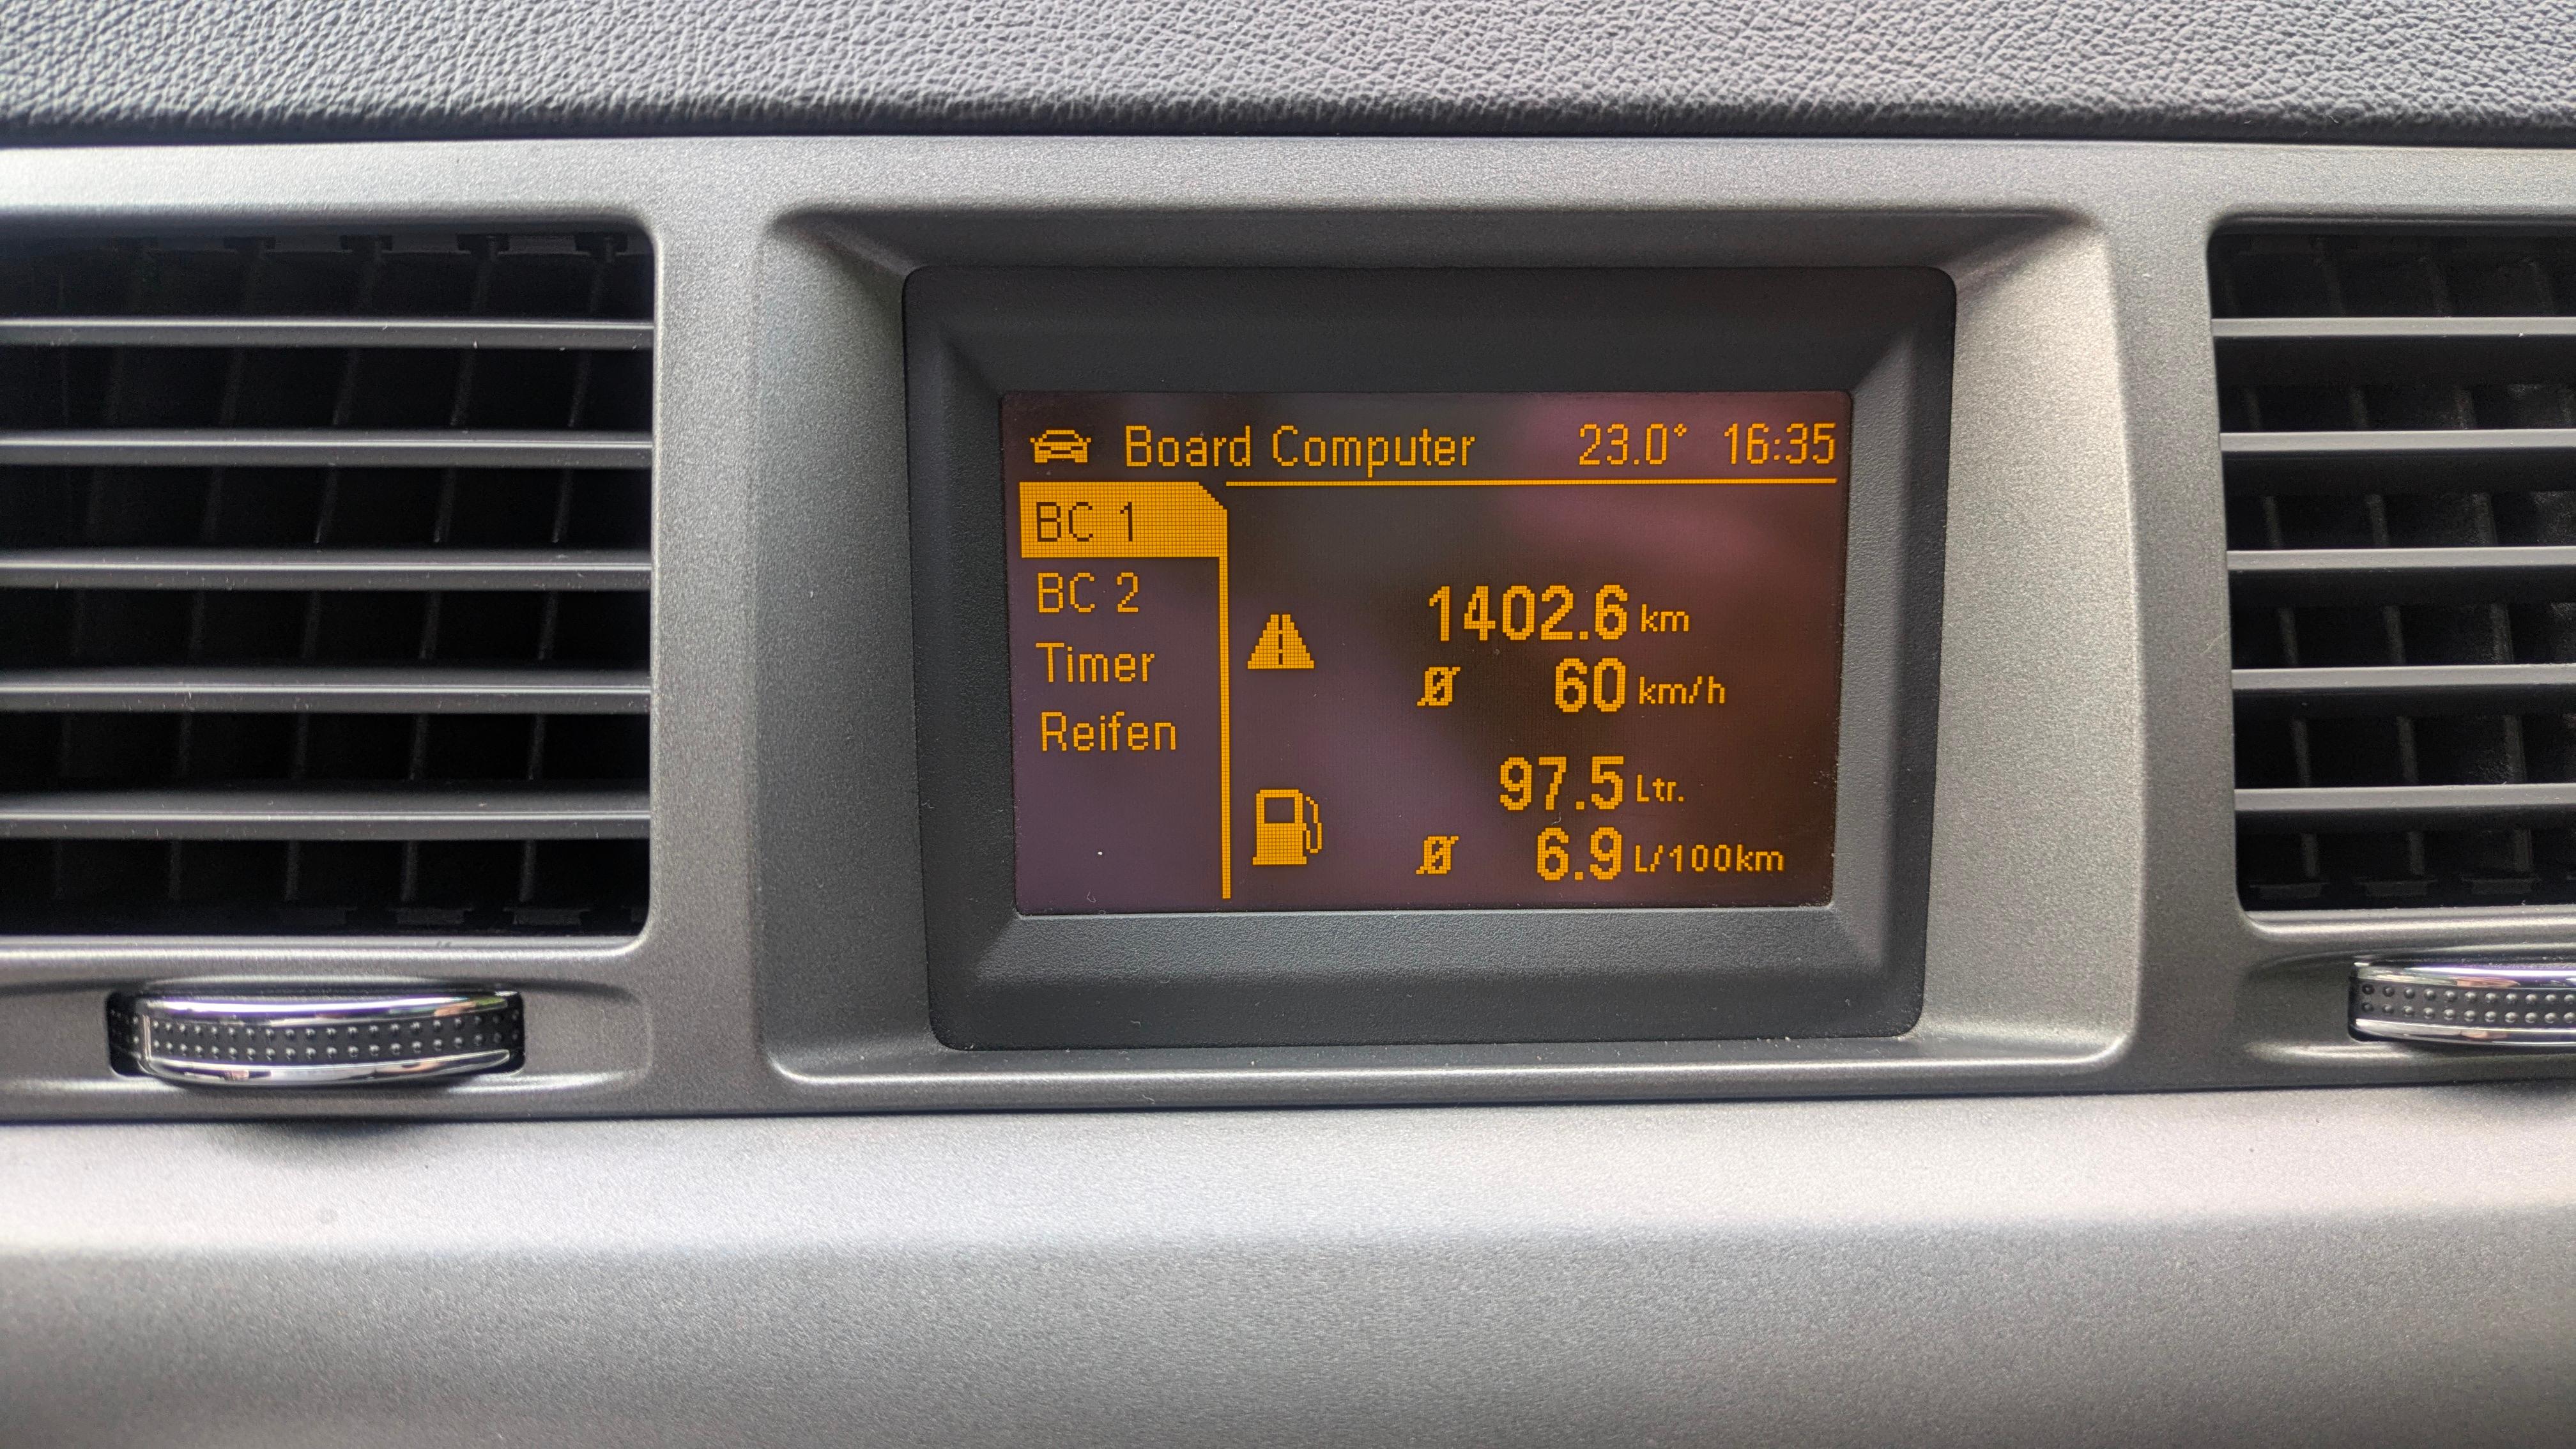 Board Computer 23.0° 16:35
BC 1
BC 2
Timer
Reifen
1402.6 km
Ø 60 km/h
97.5 Ltr.
Ø 6.9 L/100km